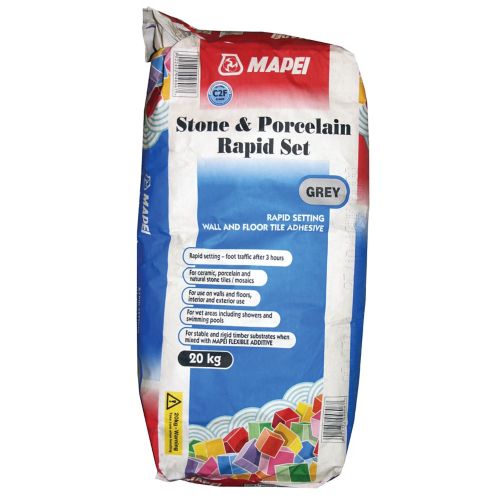 MAPEI
C2F
Stone & Porcelain
Rapid Set
GREY
RAPID SETTING
WALL AND FLOOR TILE ADHESIVE
Rapid setting - foot traffic after 3 hours
For ceramic, porcelain and
natural stone tiles / mosaics
For use on walls and floors,
interior and exterior use
For wet areas including showers and
swimming pools
For stable and rigid timber substrates when
mixed with MAPEI FLEXIBLE ADDITIVE
20 kg
MAPEI
20kg - Warning